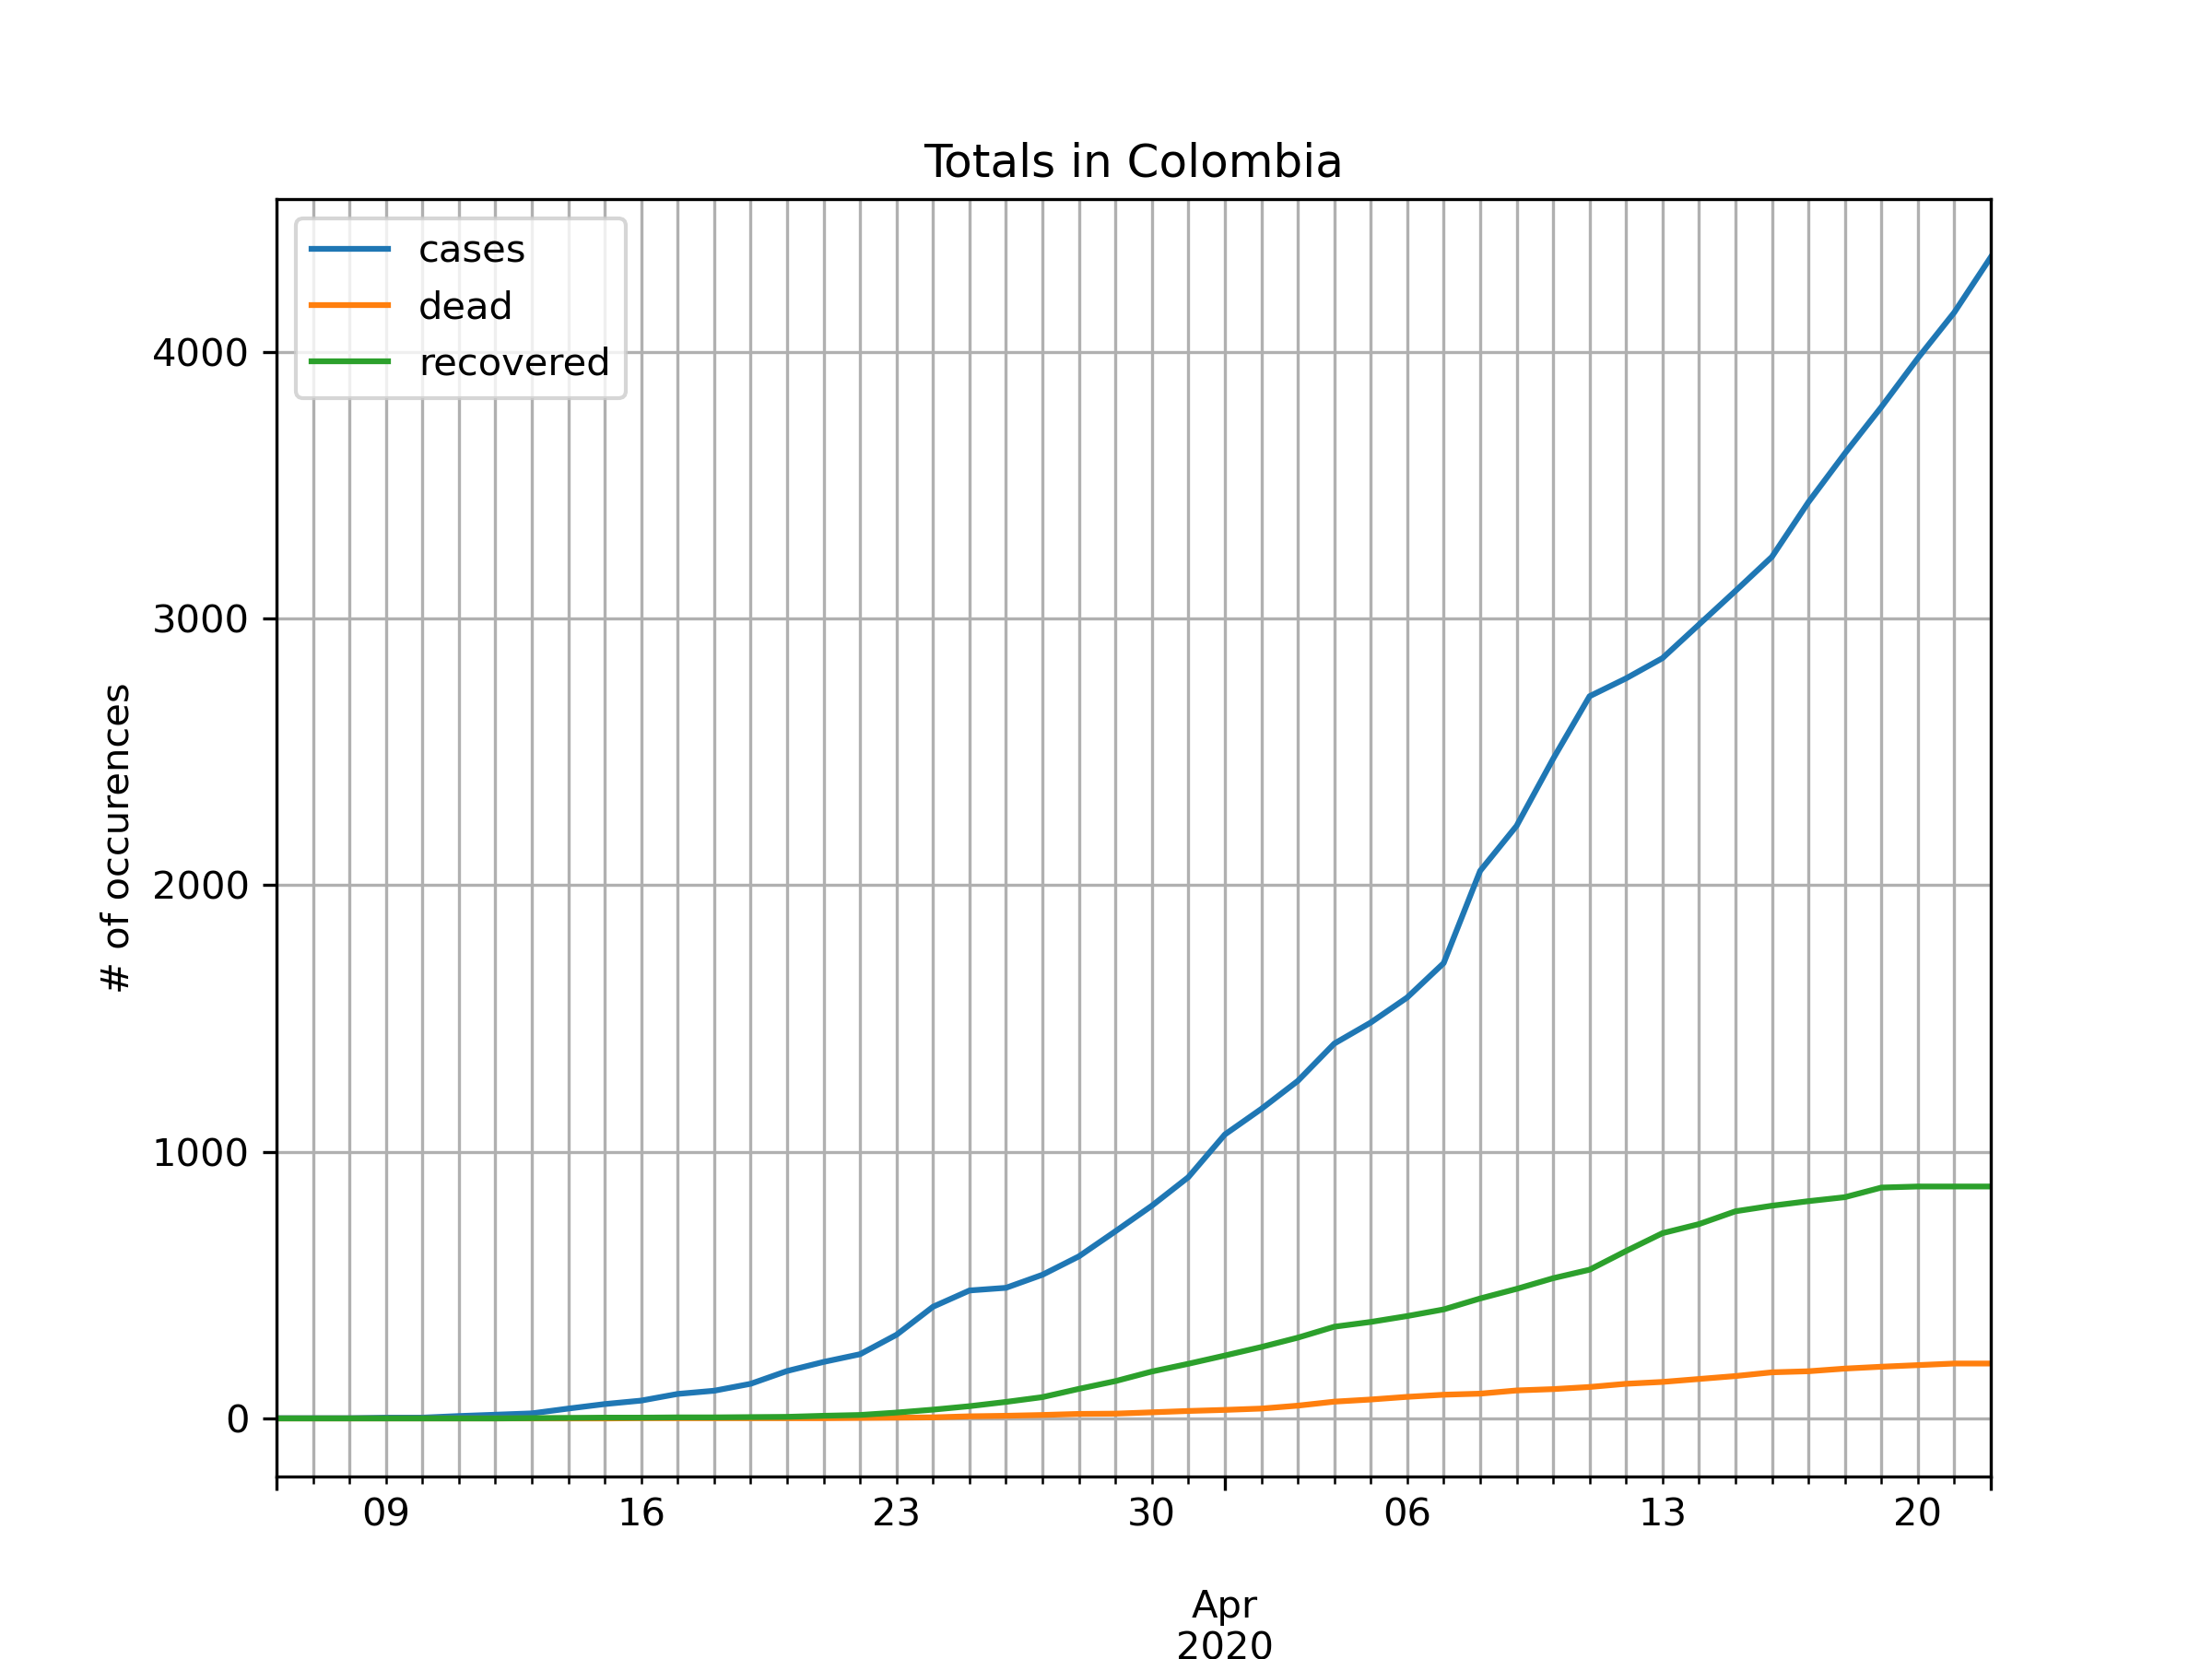 Totals in Colombia
cases
dead
recovered
4000
3000
2000
1000
0
# of occurences
09 16 23 30 06 13 20
Apr
2020